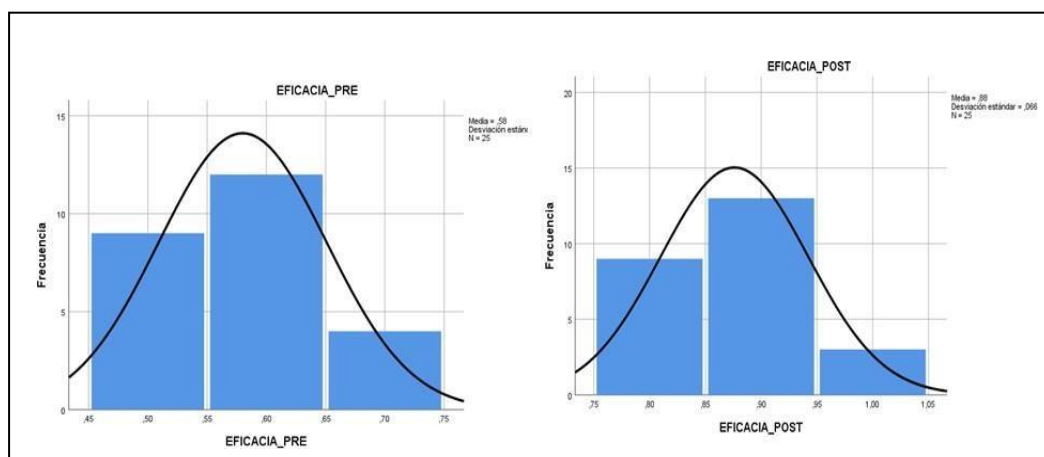 EFICACIA_PRE
Media = ,58
Desviación estánd
N = 25
Frecuencia
15
10
5
0
,45 ,50 ,55 ,60 ,65 ,70 ,75
EFICACIA_PRE
EFICACIA_POST
Media = ,88
Desviación estándar = ,066
N = 25
Frecuencia
20
15
10
5
0
,75 ,80 ,85 ,90 ,95 1,00 1,05
EFICACIA_POST